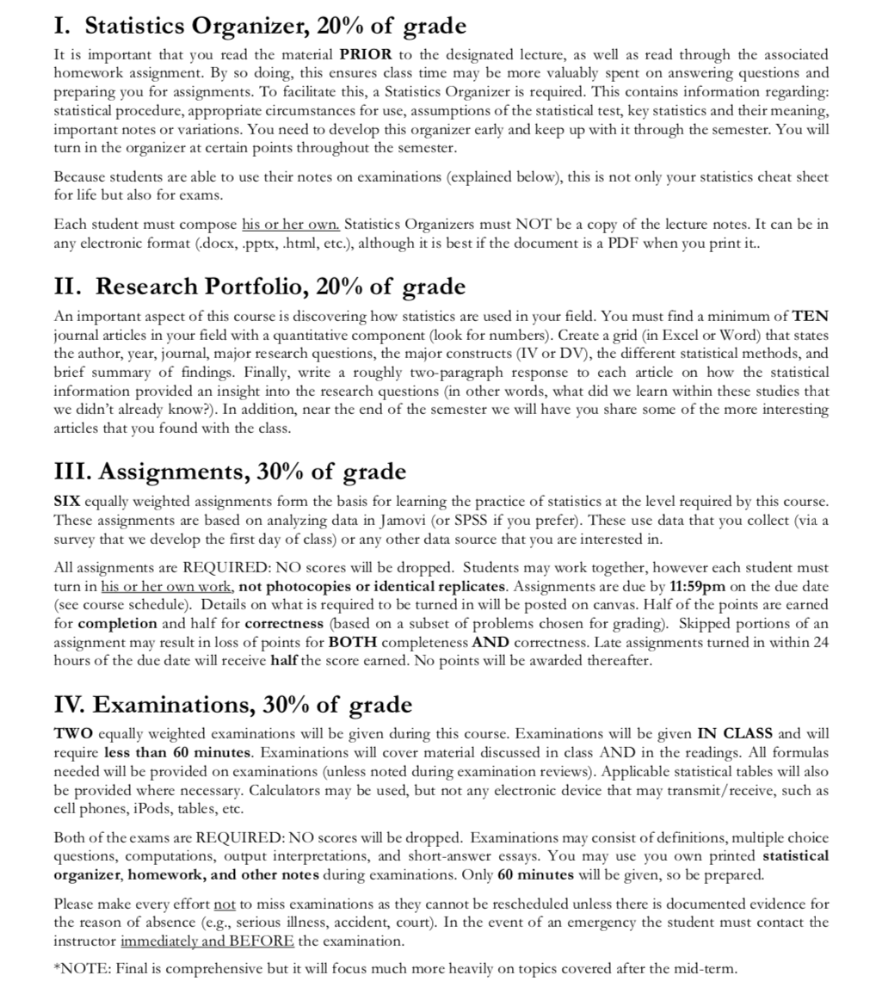 I. Statistics Organizer, 20% of grade
It is important that you read the material PRIOR to the designated lecture, as well as read through the associated
homework assignment. By so doing, this ensures class time may be more valuably spent on answering questions and
preparing you for assignments. To facilitate this, a Statistics Organizer is required. This contains information regarding:
statistical procedure, appropriate circumstances for use, assumptions of the statistical test, key statistics and their meaning,
important notes or variations. You need to develop this organizer early and keep up with it through the semester. You will
turn in the organizer at certain points throughout the semester.
Because students are able to use their notes on examinations (explained below), this is not only your statistics cheat sheet
for life but also for exams.
Each student must compose his or her own. Statistics Organizers must NOT be a copy of the lecture notes. It can be in
any electronic format (.docx, .pptx, .html, etc.), although it is best if the document is a PDF when you print it..
II. Research Portfolio, 20% of grade
An important aspect of this course is discovering how statistics are used in your field. You must find a minimum of TEN
journal articles in your field with a quantitative component (look for numbers). Create a grid (in Excel or Word) that states
the author, year, journal, major research questions, the major constructs (IV or DV), the different statistical methods, and
brief summary of findings. Finally, write a roughly two-paragraph response to each article on how the statistical
information provided an insight into the research questions (in other words, what did we learn within these studies that
we didn't already know?). In addition, near the end of the semester we will have you share some of the more interesting
articles that you found with the class.
III. Assignments, 30% of grade
SIX equally weighted assignments form the basis for learning the practice of statistics at the level required by this course.
These assignments are based on analyzing data in Jamovi (or SPSS if you prefer). These use data that you collect (via a
survey that we develop the first day of class) or any other data source that you are interested in.
All assignments are REQUIRED: NO scores will be dropped. Students may work together, however each student must
turn in his or her own work, not photocopies or identical replicates. Assignments are due by 11:59pm on the due date
(see course schedule). Details on what is required to be turned in will be posted on canvas. Half of the points are earned
for completion and half for correctness (based on a subset of problems chosen for grading). Skipped portions of an
assignment may result in loss of points for BOTH completeness AND correctness. Late assignments turned in within 24
hours of the due date will receive half the score earned. No points will be awarded thereafter.
IV. Examinations, 30% of grade
TWO equally weighted examinations will be given during this course. Examinations will be given IN CLASS and will
require less than 60 minutes. Examinations will cover material discussed in class AND in the readings. All formulas
needed will be provided on examinations (unless noted during examination reviews). Applicable statistical tables will also
be provided where necessary. Calculators may be used, but not any electronic device that may transmit/receive, such as
cell phones, iPods, tables, etc.
Both of the exams are REQUIRED: NO scores will be dropped. Examinations may consist of definitions, multiple choice
questions, computations, output interpretations, and short-answer essays. You may use you own printed statistical
organizer, homework, and other notes during examinations. Only 60 minutes will be given, so be prepared.
Please make every effort not to miss examinations as they cannot be rescheduled unless there is documented evidence for
the reason of absence (e.g., serious illness, accident, court). In the event of an emergency the student must contact the
instructor immediately and BEFORE the examination.
*NOTE: Final is comprehensive but it will focus much more heavily on topics covered after the mid-term.